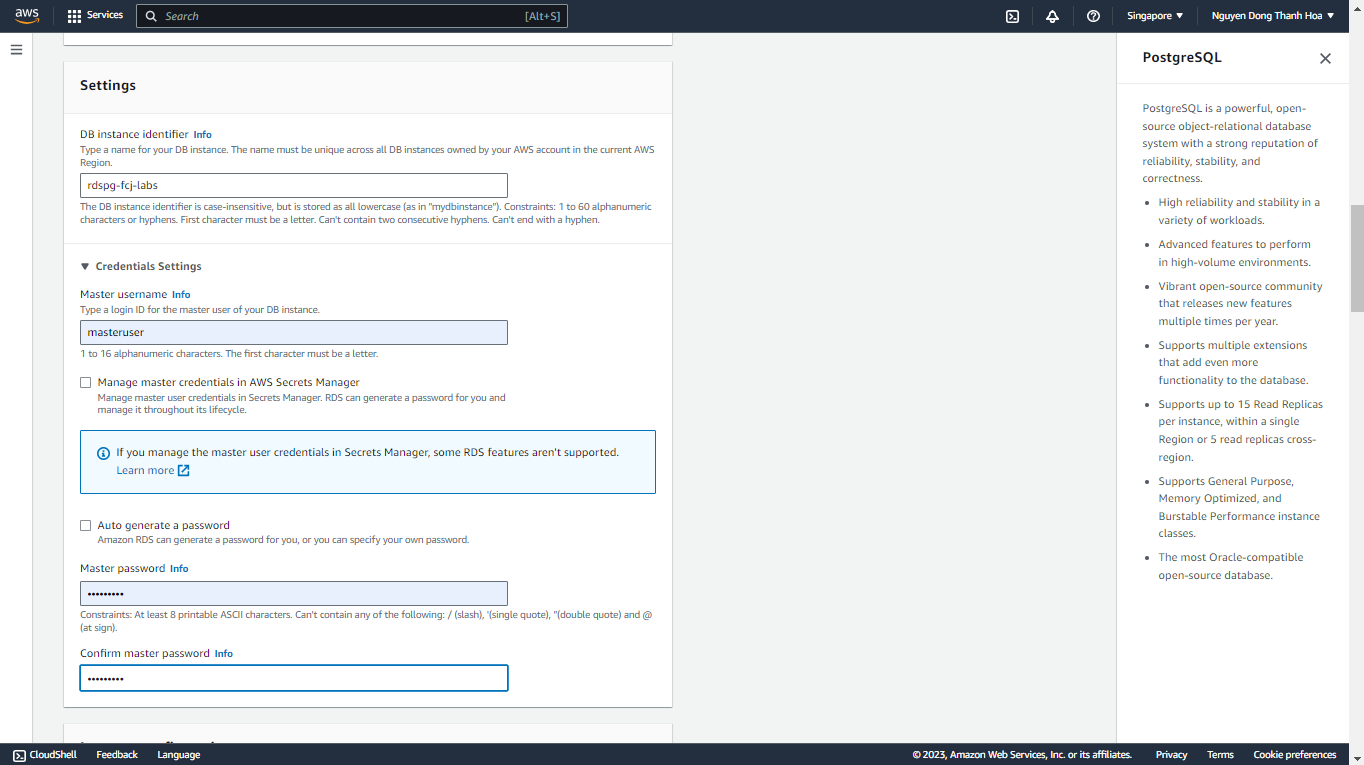 aws
Services
Search
[Alt+S]
Singapore
Nguyen Dong Thanh Hoa
Settings
DB instance identifier Info
Type a name for your DB instance. The name must be unique across all DB instances owned by your AWS account in the current AWS
Region.
rdspg-fcj-labs
The DB instance identifier is case-insensitive, but is stored as all lowercase (as in "mydbinstance"). Constraints: 1 to 60 alphanumeric
characters or hyphens. First character must be a letter. Can't contain two consecutive hyphens. Can't end with a hyphen.
Credentials Settings
Master username Info
Type a login ID for the master user of your DB instance.
masteruser
1 to 16 alphanumeric characters. The first character must be a letter.
Manage master credentials in AWS Secrets Manager
Manage master user credentials in Secrets Manager. RDS can generate a password for you and
manage it throughout its lifecycle.
If you manage the master user credentials in Secrets Manager, some RDS features aren't supported.
Learn more
Auto generate a password
Amazon RDS can generate a password for you, or you can specify your own password.
Master password Info
•••••••••
Constraints: At least 8 printable ASCII characters. Can't contain any of the following: / (slash), '(single quote), "(double quote) and @
(at sign).
Confirm master password Info
•••••••••
PostgreSQL
PostgreSQL is a powerful, open-
source object-relational database
system with a strong reputation of
reliability, stability, and
correctness.
• High reliability and stability in a
variety of workloads.
• Advanced features to perform
in high-volume environments.
• Vibrant open-source community
that releases new features
multiple times per year.
• Supports multiple extensions
that add even more
functionality to the database.
• Supports up to 15 Read Replicas
per instance, within a single
Region or 5 read replicas cross-
region.
• Supports General Purpose,
Memory Optimized, and
Burstable Performance instance
classes.
• The most Oracle-compatible
open-source database.
CloudShell
Feedback
Language
© 2023, Amazon Web Services, Inc. or its affiliates.
Privacy
Terms
Cookie preferences